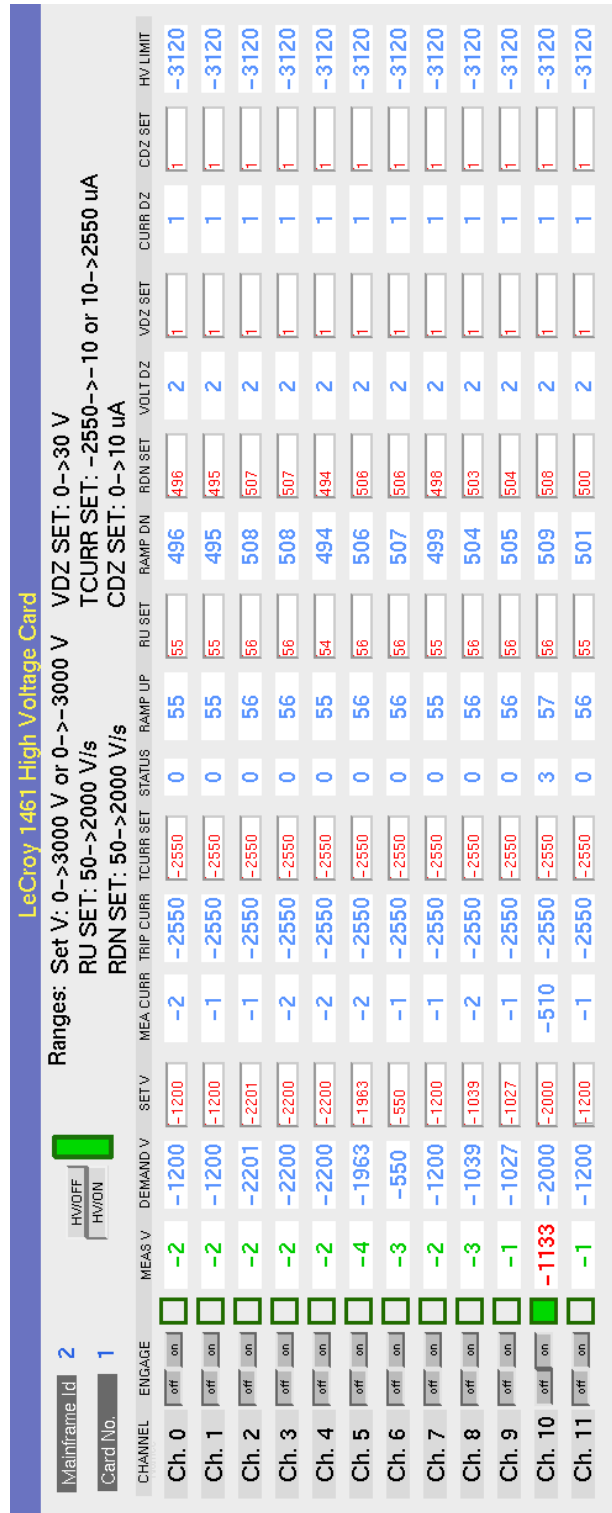 LeCroy 1461 High Voltage Card
Mainframe Id 2 HV/OFF Ranges: Set V: 0->3000 V or 0->-3000 V VDZ SET: 0->30 V
Card No. 1 HV/ON RU SET: 50->2000 V/s TCURR SET: -2550->-10 or 10->2550 uA
RDN SET: 50->2000 V/s CDZ SET: 0->10 uA
CHANNEL ENGAGE MEAS V DEMAND V SET V MEA CURR TRIP CURR TCURR SET STATUS RAMP UP RU SET RAMP DN RDN SET VOLT DZ VDZ SET CURR DZ CDZ SET HV LIMIT
Ch. 0 off on -2 -1200 -1200 -2 -2550 -2550 0 55 55 496 496 2 1 1 1 -3120
Ch. 1 off on -2 -1200 -1200 -1 -2550 -2550 0 55 55 495 495 2 1 1 1 -3120
Ch. 2 off on -2 -2201 -2201 -1 -2550 -2550 0 56 56 508 507 2 1 1 1 -3120
Ch. 3 off on -2 -2200 -2200 -2 -2550 -2550 0 56 56 508 507 2 1 1 1 -3120
Ch. 4 off on -2 -2200 -2200 -2 -2550 -2550 0 55 54 494 494 2 1 1 1 -3120
Ch. 5 off on -4 -1963 -1963 -2 -2550 -2550 0 56 56 506 506 2 1 1 1 -3120
Ch. 6 off on -3 -550 -550 -1 -2550 -2550 0 56 56 507 506 2 1 1 1 -3120
Ch. 7 off on -2 -1200 -1200 -1 -2550 -2550 0 55 55 499 498 2 1 1 1 -3120
Ch. 8 off on -3 -1039 -1039 -2 -2550 -2550 0 56 56 504 503 2 1 1 1 -3120
Ch. 9 off on -1 -1027 -1027 -1 -2550 -2550 0 56 56 505 504 2 1 1 1 -3120
Ch. 10 off on -1133 -2000 -2000 -510 -2550 -2550 3 57 56 509 508 2 1 1 1 -3120
Ch. 11 off on -1 -1200 -1200 -1 -2550 -2550 0 56 55 501 500 2 1 1 1 -3120